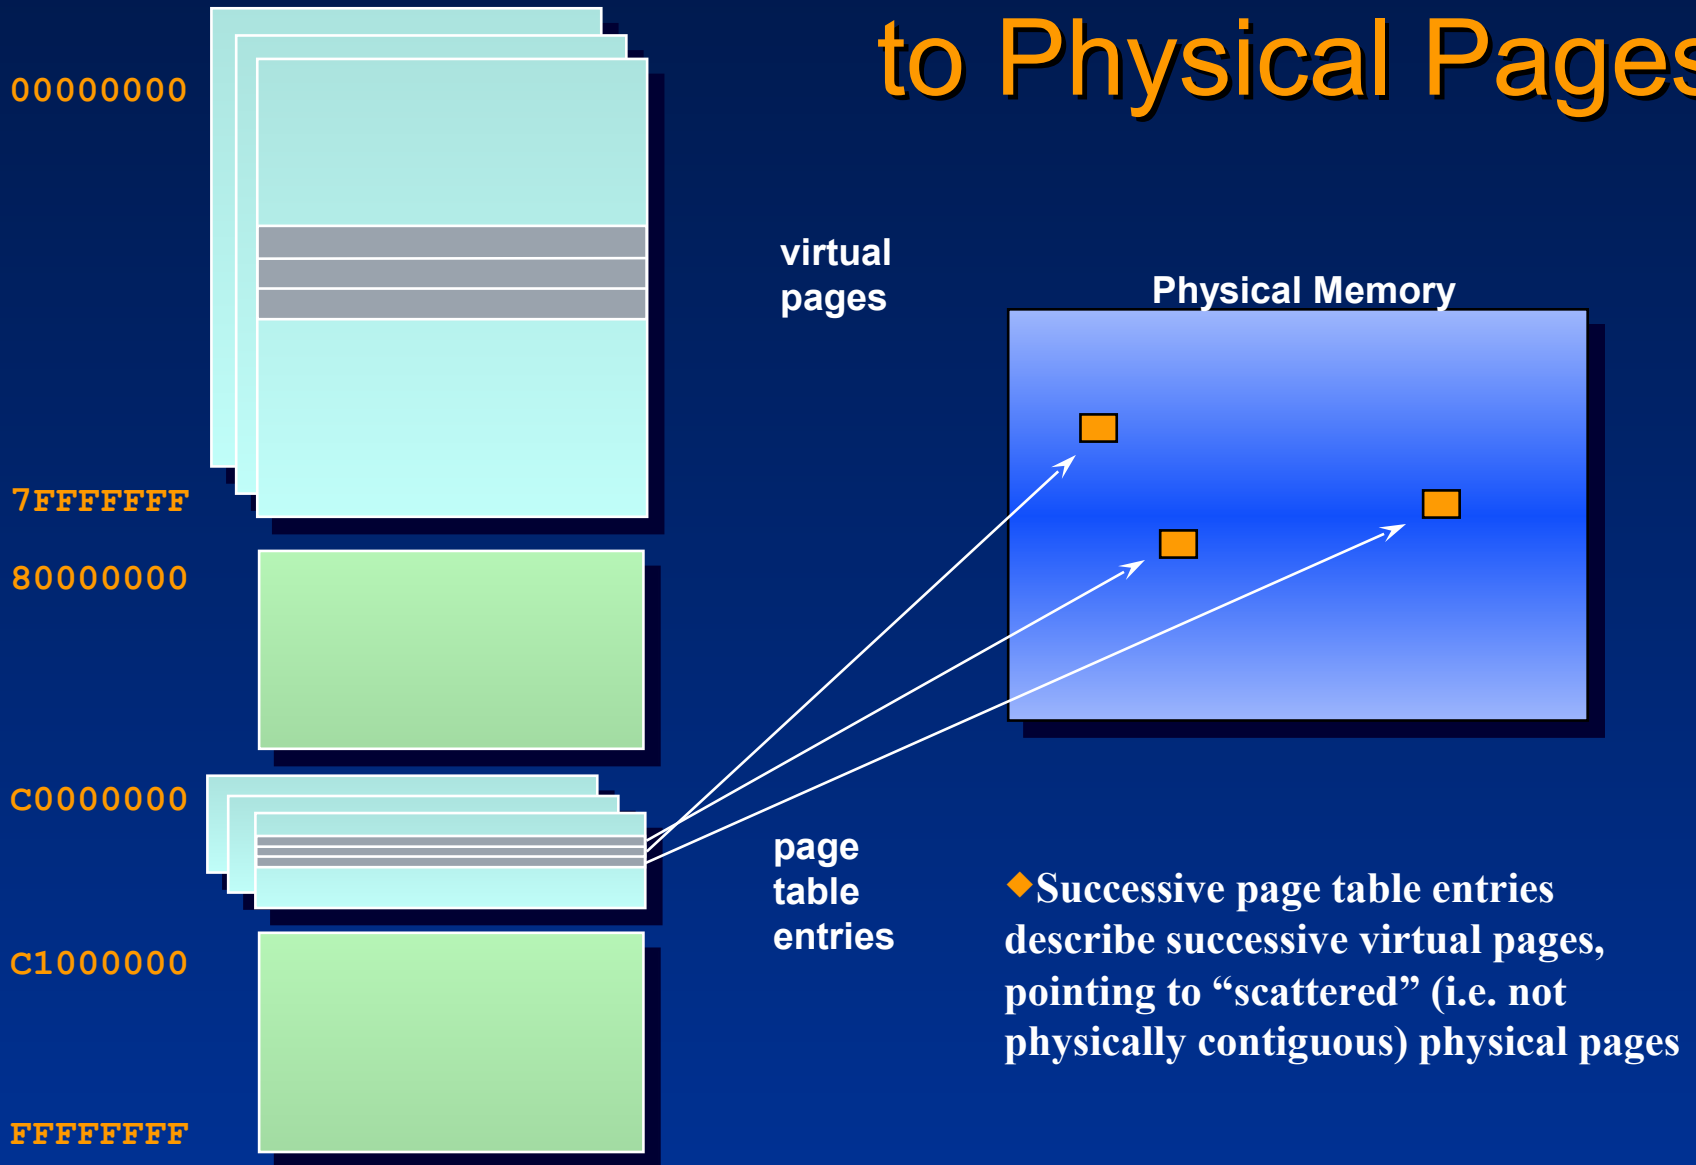 to Physical Pages
00000000
virtual
pages
Physical Memory
7FFFFFFF
80000000
C0000000
page
table
entries
Successive page table entries
describe successive virtual pages,
pointing to “scattered” (i.e. not
physically contiguous) physical pages
C1000000
FFFFFFFF